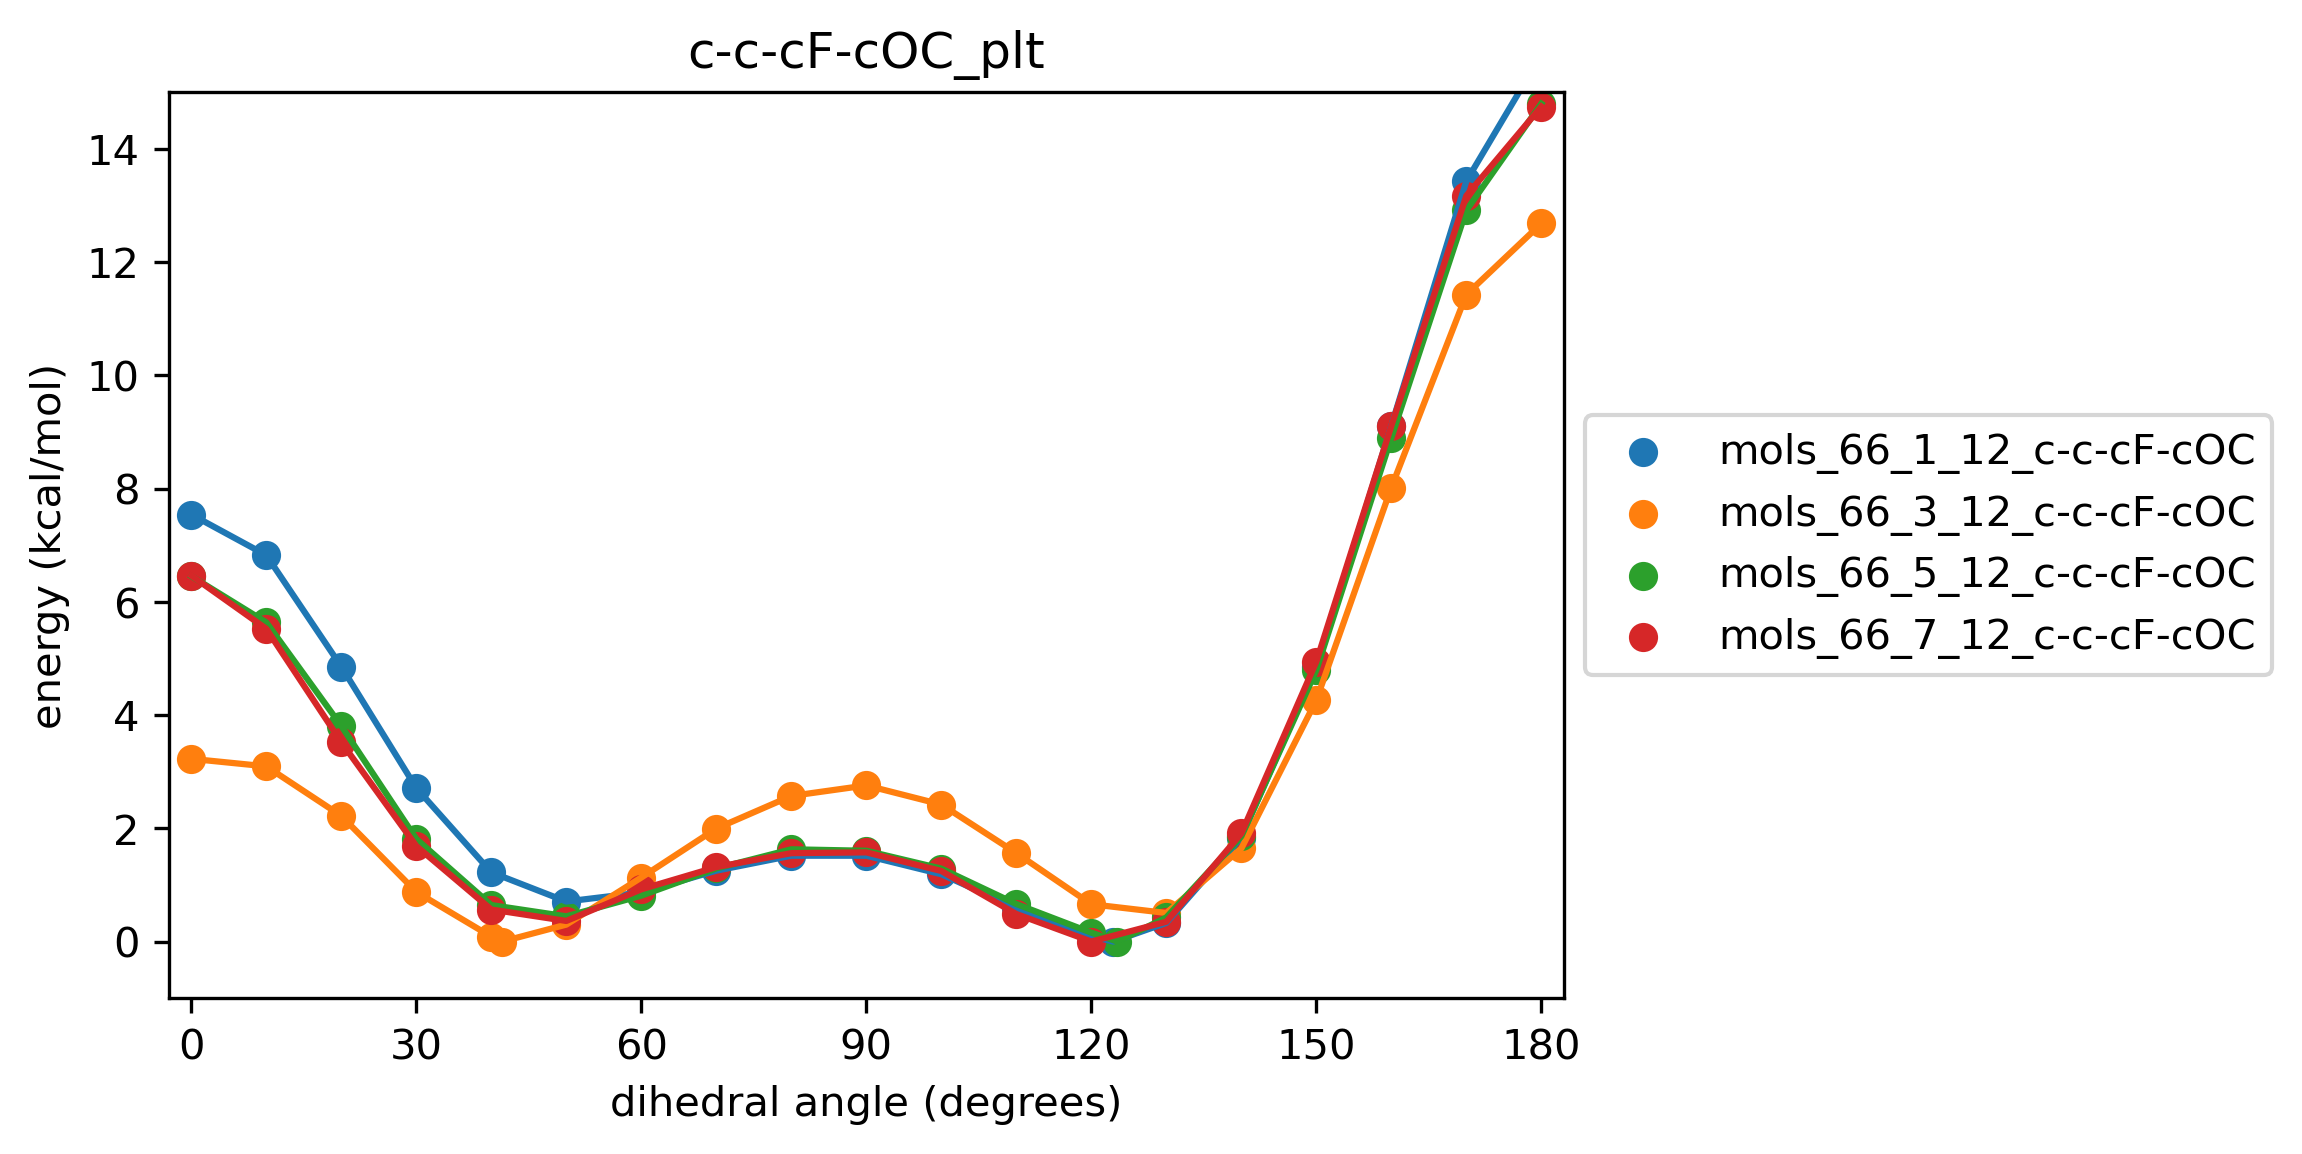 c-c-cF-cOC_plt
14
12
10
8
6
4
2
0
energy (kcal/mol)
0 30 60 90 120 150 180
dihedral angle (degrees)
mols_66_1_12_c-c-cF-cOC
mols_66_3_12_c-c-cF-cOC
mols_66_5_12_c-c-cF-cOC
mols_66_7_12_c-c-cF-cOC